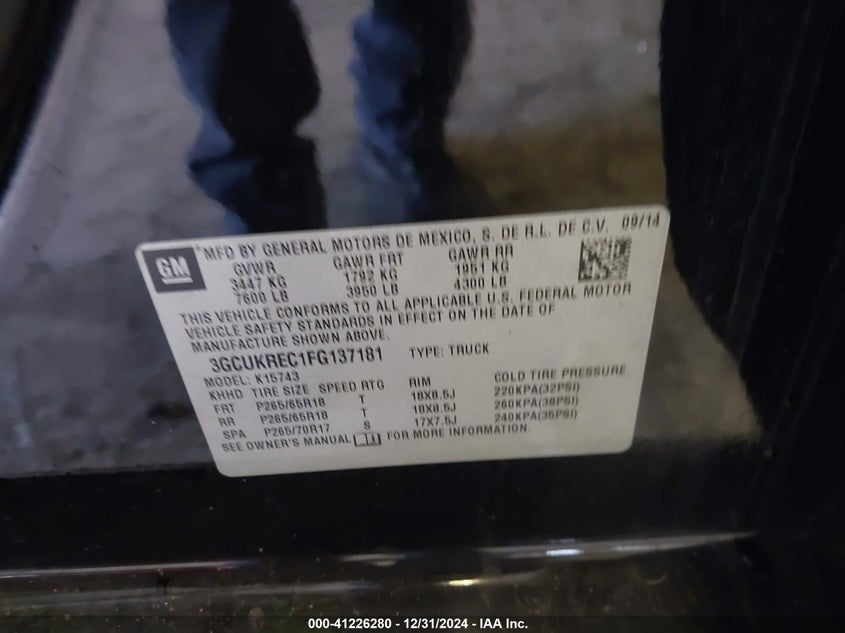 GM
*MFD BY GENERAL MOTORS DE MEXICO, S. DE R.L. DE C.V. 09/14
GVWR GAWR FRT GAWR RR
3447 KG 1792 KG 1951 KG
7600 LB 3950 LB 4300 LB
THIS VEHICLE CONFORMS TO ALL APPLICABLE U.S. FEDERAL MOTOR
VEHICLE SAFETY STANDARDS IN EFFECT ON THE DATE OF
MANUFACTURE SHOWN ABOVE.
3GCUKREC1FG137181 TYPE: TRUCK
MODEL: K15743
KHHD TIRE SIZE SPEED RTG RIM COLD TIRE PRESSURE
FRT P265/65R18 T 18X8.5J 220KPA(32PSI)
RR P265/65R18 T 18X8.5J 260KPA(38PSI)
SPA P265/70R17 S 17X7.5J 240KPA(35PSI)
SEE OWNER'S MANUAL FOR MORE INFORMATION.
000-41226280 - 12/31/2024 - IAA Inc.